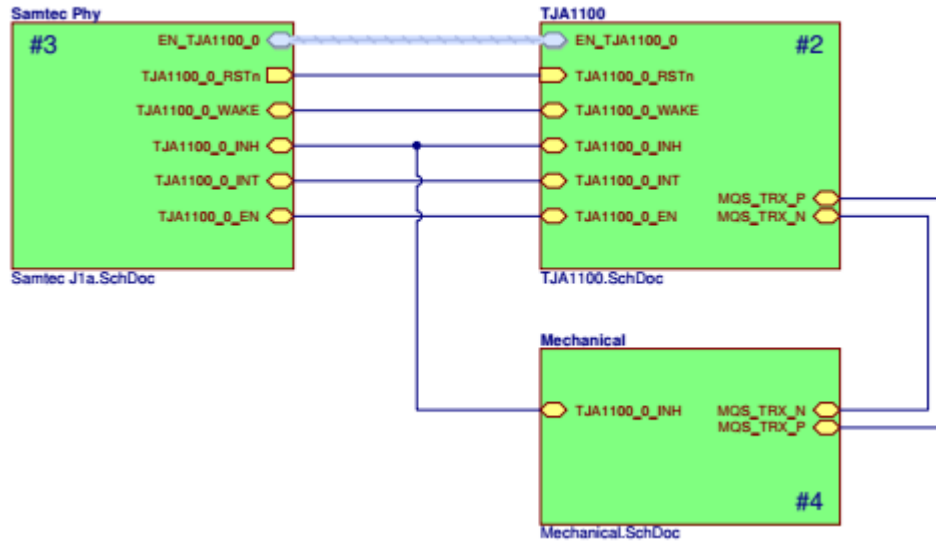 Samtec Phy
#3
EN_TJA1100_0
TJA1100_0_RSTn
TJA1100_0_WAKE
TJA1100_0_INH
TJA1100_0_INT
TJA1100_0_EN
Samtec J1a.SchDoc
TJA1100
#2
EN_TJA1100_0
TJA1100_0_RSTn
TJA1100_0_WAKE
TJA1100_0_INH
TJA1100_0_INT
TJA1100_0_EN
MQS_TRX_P
MQS_TRX_N
TJA1100.SchDoc
Mechanical
TJA1100_0_INH
MQS_TRX_N
MQS_TRX_P
#4
Mechanical.SchDoc